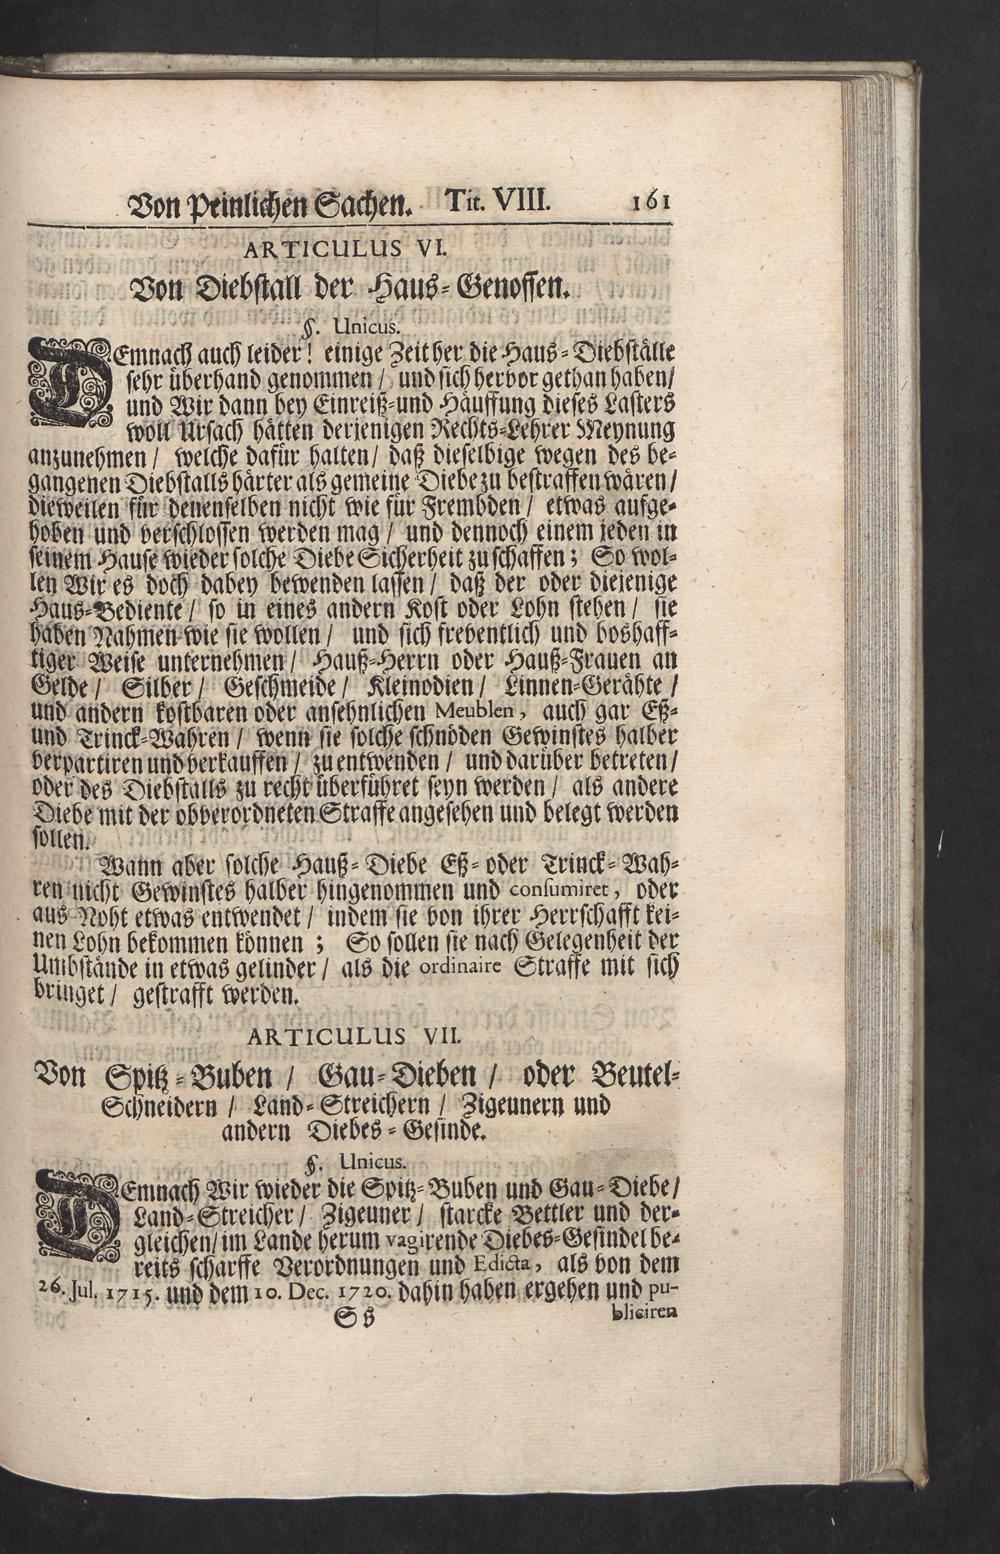 Von Peinlichen Sachen. Tit. VIII. 161
ARTICULUS VI.
Von Diebstall der Haus-Genossen.
§. Unicus.
DEmnach auch leider! einige Zeit her die Haus-Diebställe
sehr überhand genommen / und sich hervor gethan haben/
und Wir dann bey Einreiß-und Häuffung dieses Lasters
woll Ursach hätten derjenigen Rechts-Lehrer Meynung
anzunehmen / welche dafür halten / daß dieselbige wegen des be-
gangenen Diebstalls härter als gemeine Diebe zu bestraffen wären /
dieweilen für denenselben nicht wie für Frembden / etwas aufge-
hoben und verschlossen werden mag / und dennoch einem jeden in
seinem Hause wieder solche Diebe Sicherheit zu schaffen; So wol-
len Wir es doch dabey bewenden lassen / daß der oder diejenige
Haus-Bediente / so in eines andern Kost oder Lohn stehen / sie
haben Nahmen wie sie wollen / und sich freventlich und boshaff-
tiger Weise unternehmen / Hauß-Herrn oder Hauß-Frauen an
Gelde / Silber / Geschmeide / Kleinodien / Linnen-Gerähte /
und andern kostbaren oder ansehnlichen Meublen, auch gar Eß-
und Trinck-Wahren / wenn sie solche schnöden Gewinstes halber
verpartiren und verkauffen / zu entwenden / und darüber betreten /
oder des Diebstalls zu recht überführet seyn werden / als andere
Diebe mit der obverordneten Straffe angesehen und belegt werden
sollen.
Wann aber solche Hauß-Diebe Eß-oder Trinck-Wah-
ren nicht Gewinstes halber hingenommen und consumiret, oder
aus Noht etwas entwendet / indem sie von ihrer Herrschafft kei-
nen Lohn bekommen können; So sollen sie nach Gelegenheit der
Umbstände in etwas gelinder / als die ordinaire Straffe mit sich
bringet / gestrafft werden.
ARTICULUS VII.
Von Spitz-Buben / Gau-Dieben / oder Beutel-
Schneidern / Land-Streichern / Zigeunern und
andern Diebes-Gesinde.
§. Unicus.
DEmnach Wir wieder die Spitz-Buben und Gau-Diebe /
Land-Streicher / Zigeuner / starcke Bettler und der-
gleichen / im Lande herum vagirende Diebes-Gesindel be-
reits scharffe Verordnungen und Edicta, als von dem
26. Jul. 1715. und dem 10. Dec. 1720. dahin haben ergehen und pu-
Ss bliciren